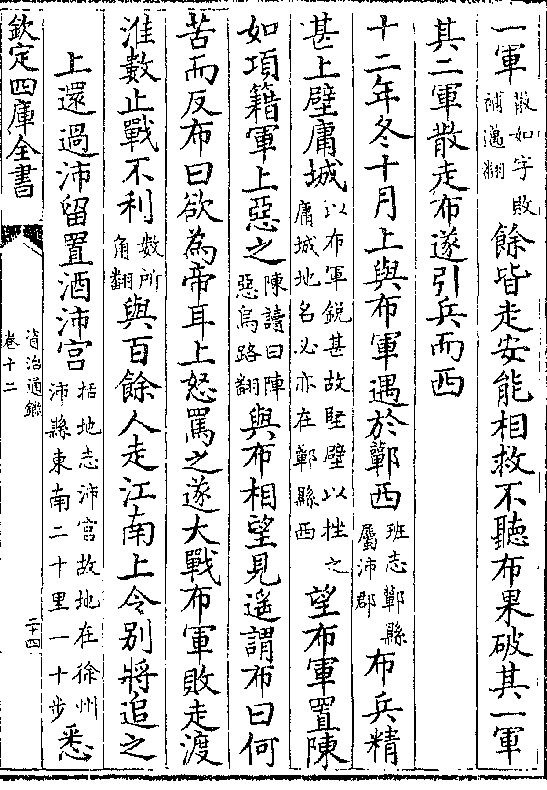 一軍散如字敗補邁翻餘皆走安能相救不聽布果破其一軍
其二軍散走布遂引兵而西
十二年冬十月上與布軍遇於蘄西班志蘄縣屬沛郡布兵精
甚上壁庸城以布軍鋭甚故堅壁以挫之庸城地名必亦在蘄縣西望布軍置陳
如項籍軍上惡之陳讀曰陣惡烏路翻與布相望見遥謂布曰何
苦而反布曰欲為帝耳上怒罵之遂大戰布軍敗走渡
淮數止戰不利數所角翻與百餘人走江南上令别將追之
上還過沛留置酒沛宫括地志沛宫故地在徐州沛縣東南二十里一十步悉
欽定四庫全書
資治通鑑
卷十二
二十四